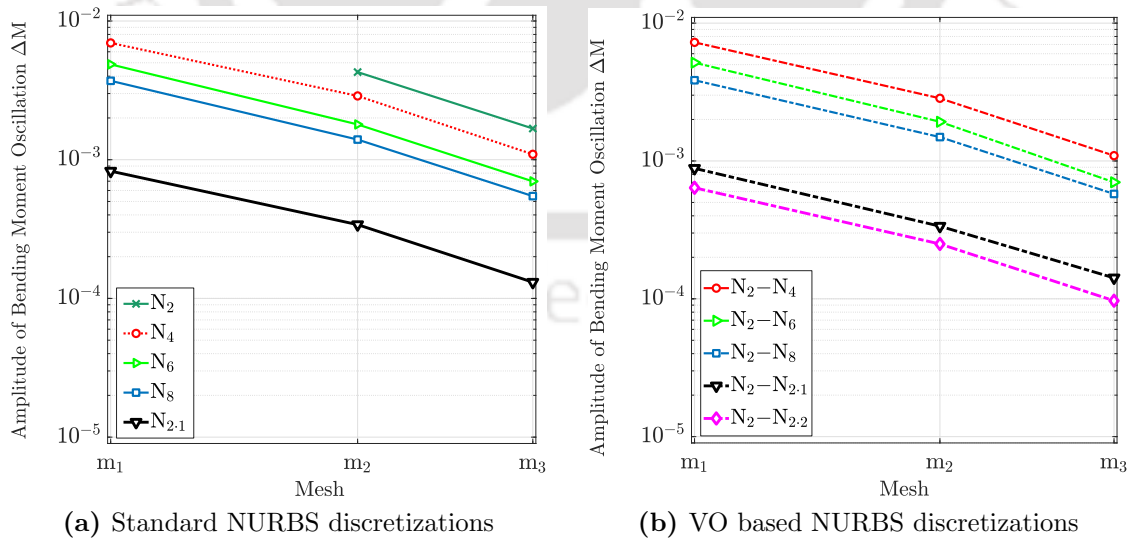 Amplitude of Bending Moment Oscillation ΔM
10⁻²
10⁻³
10⁻⁴
10⁻⁵
N₂
N₄
N₆
N₈
N₂.₁
m₁
m₂
m₃
Mesh
(a) Standard NURBS discretizations
Amplitude of Bending Moment Oscillation ΔM
10⁻²
10⁻³
10⁻⁴
10⁻⁵
N₂−N₄
N₂−N₆
N₂−N₈
N₂−N₂.₁
N₂−N₂.₂
m₁
m₂
m₃
Mesh
(b) VO based NURBS discretizations